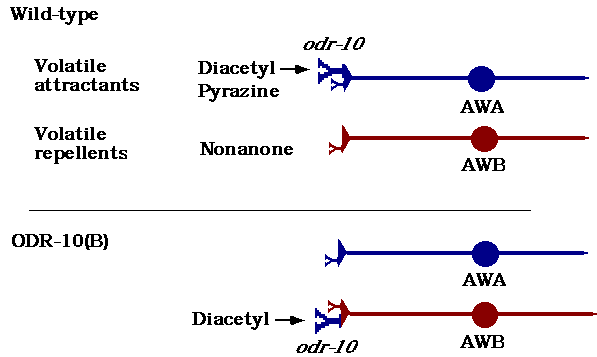 Wild-type
odr-10
Volatile attractants
Diacetyl
Pyrazine
AWA
Volatile repellents
Nonanone
AWB
ODR-10(B)
AWA
Diacetyl
odr-10
AWB